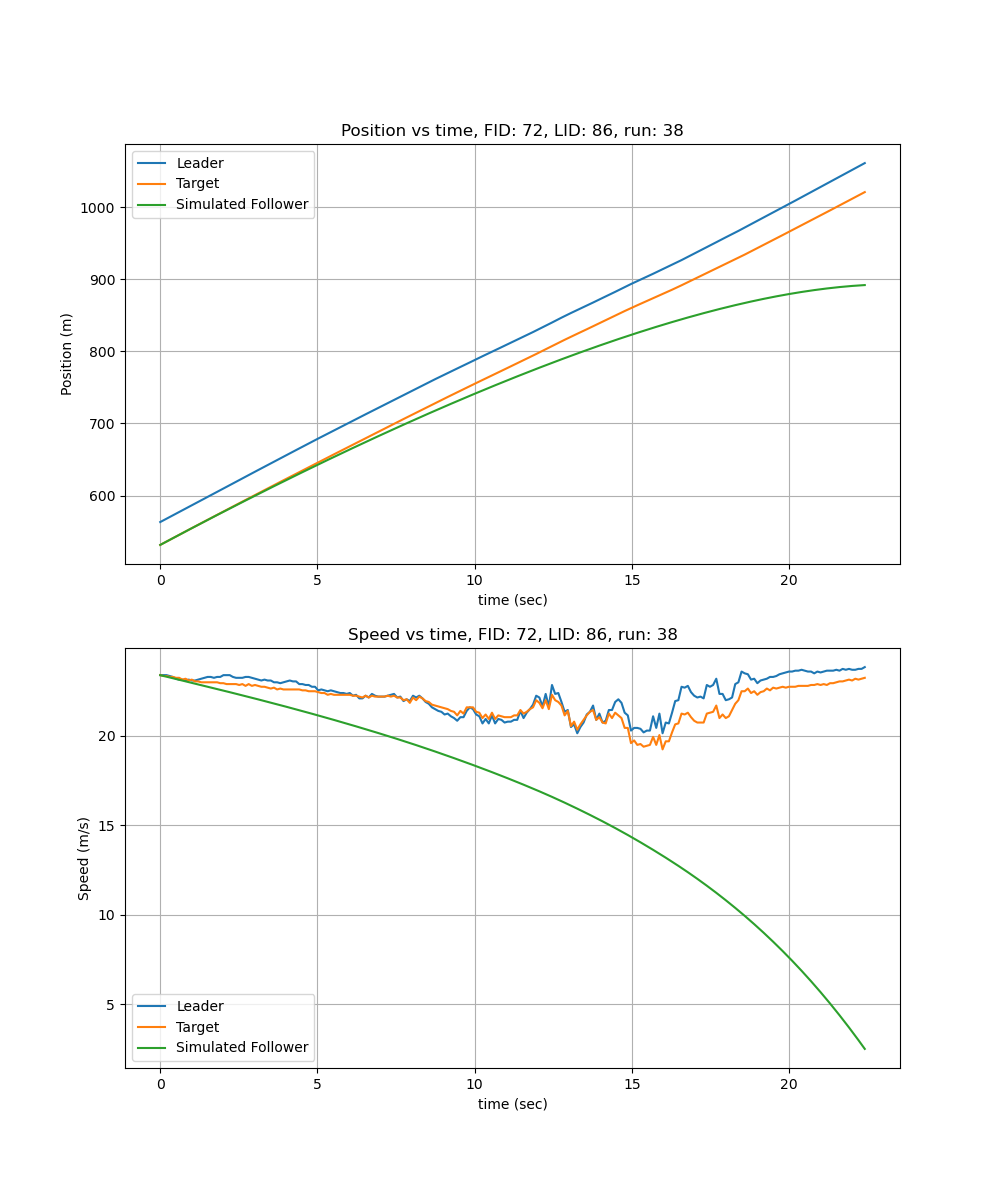 Position vs time, FID: 72, LID: 86, run: 38
Leader
Target
Simulated Follower
1000
900
800
700
600
Position (m)
0 5 10 15 20
time (sec)
Speed vs time, FID: 72, LID: 86, run: 38
20
15
10
5
Speed (m/s)
Leader
Target
Simulated Follower
0 5 10 15 20
time (sec)